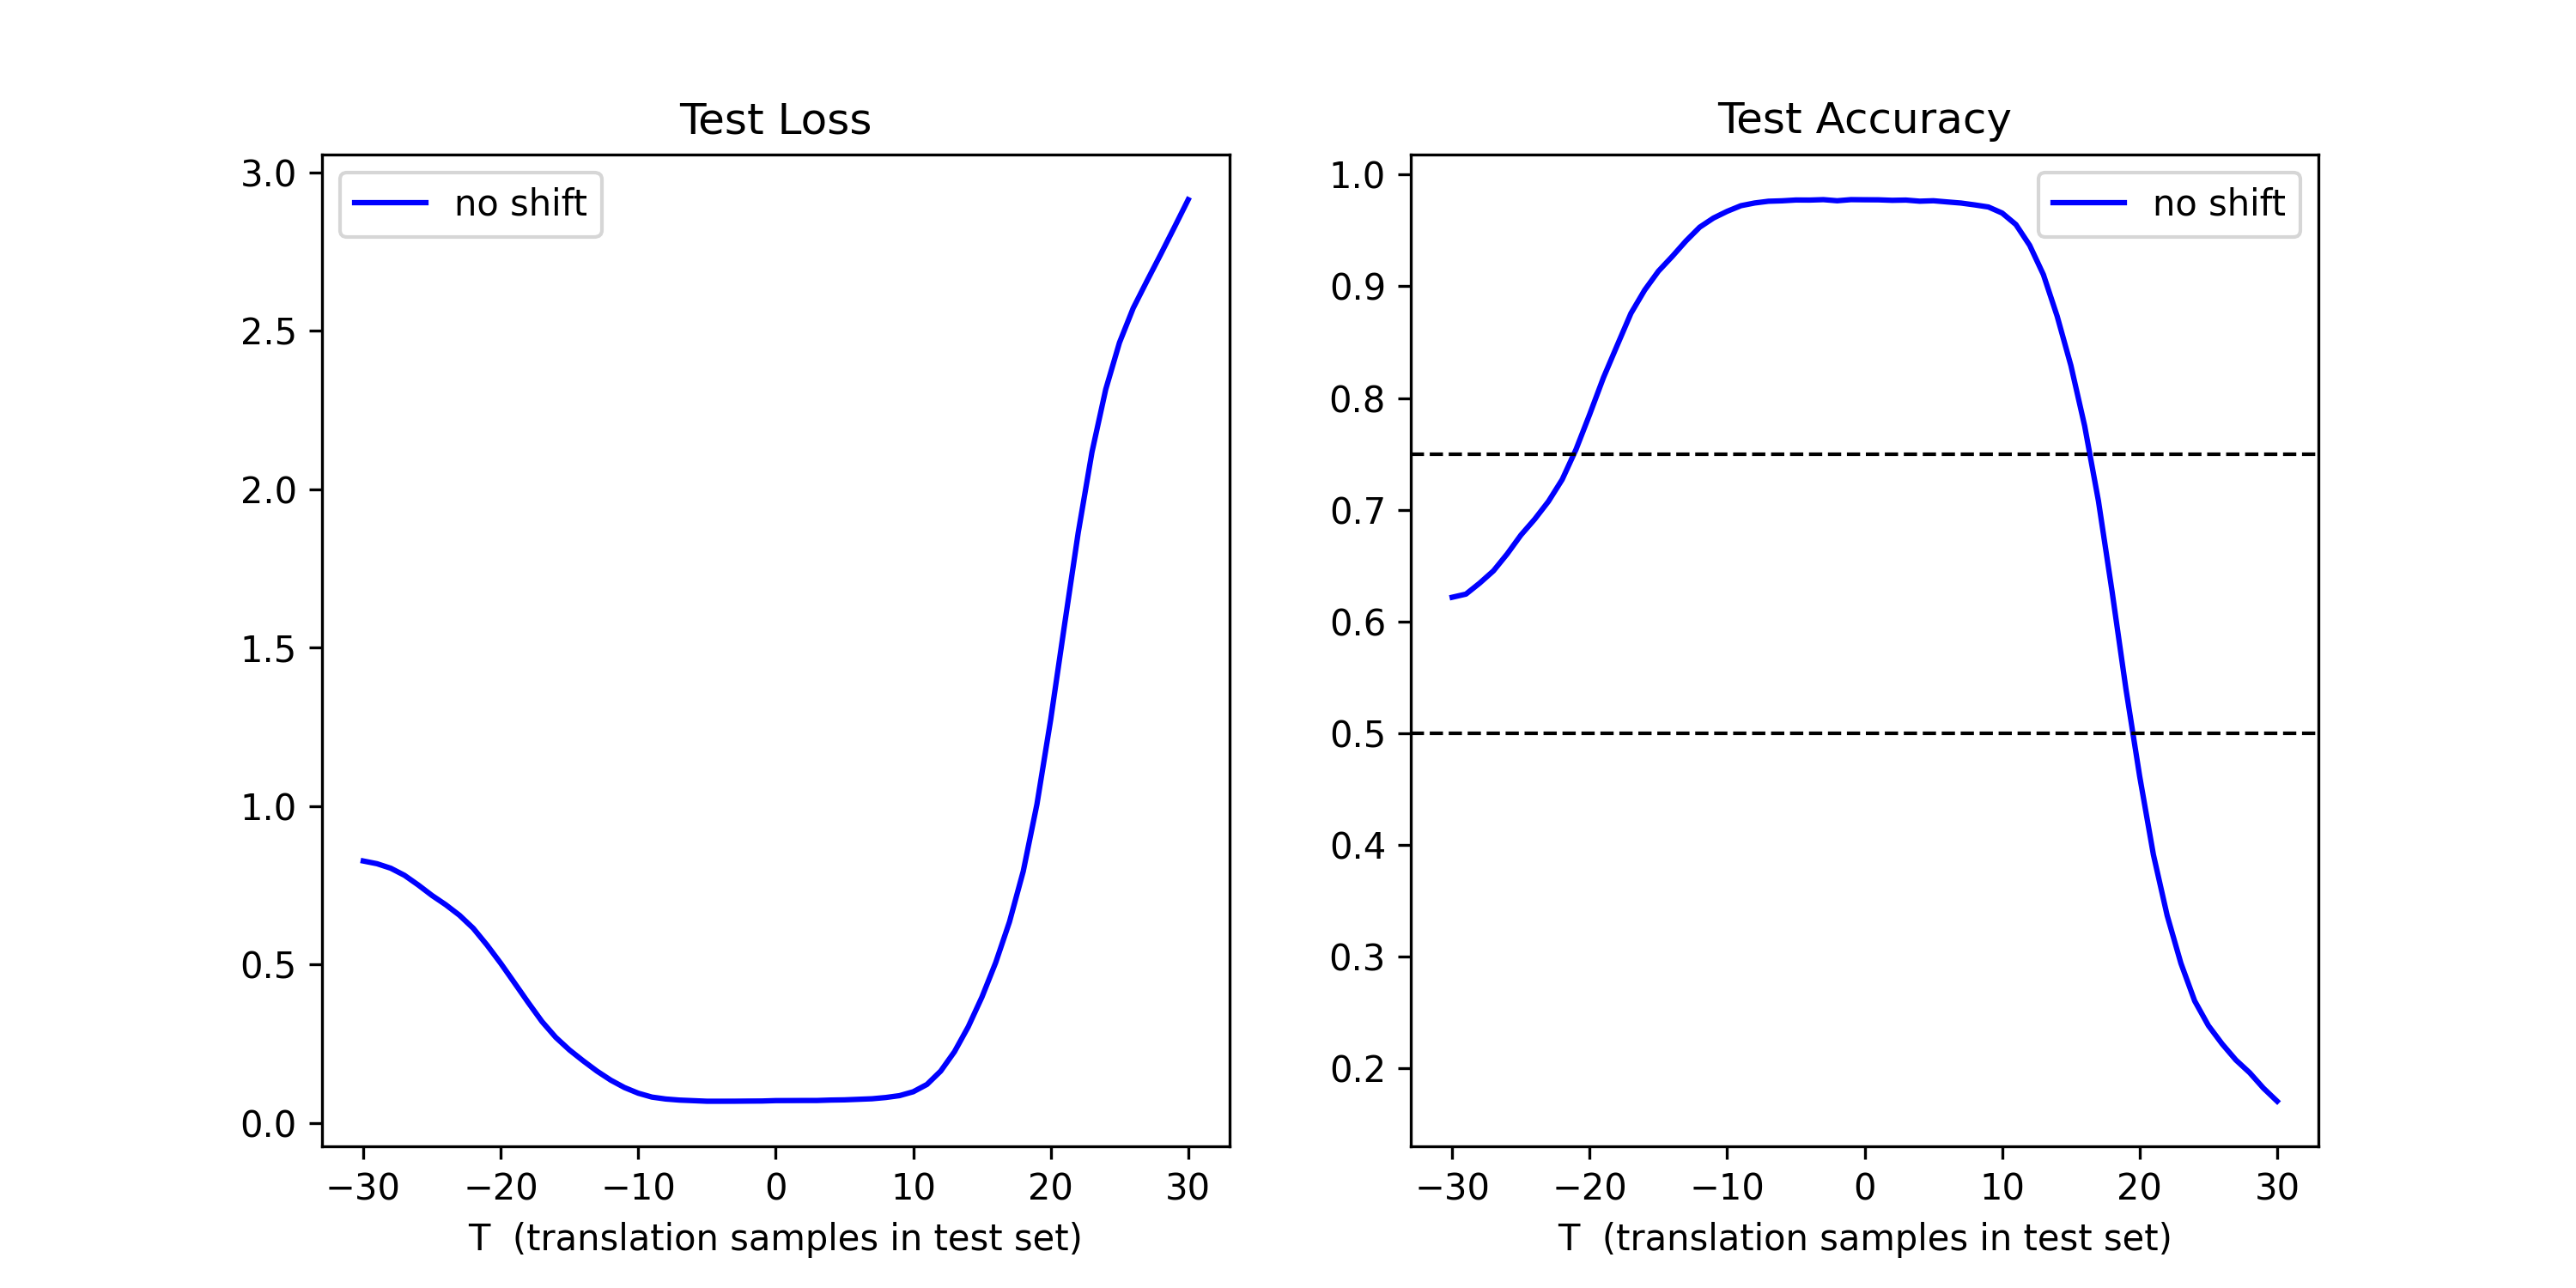 Test Loss
no shift
3.0
2.5
2.0
1.5
1.0
0.5
0.0
−30 −20 −10 0 10 20 30
T (translation samples in test set)
Test Accuracy
no shift
1.0
0.9
0.8
0.7
0.6
0.5
0.4
0.3
0.2
−30 −20 −10 0 10 20 30
T (translation samples in test set)